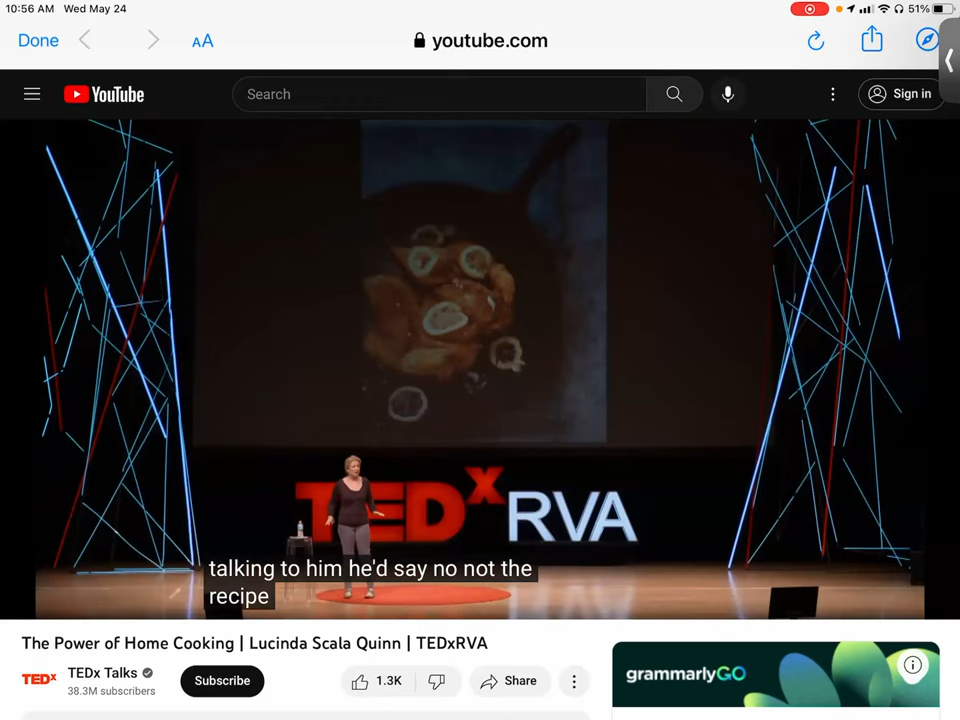 10:56 AM Wed May 24
51%
Done
AA
youtube.com
YouTube
Search
Sign in
TEDx RVA
talking to him he'd say no not the
recipe
The Power of Home Cooking | Lucinda Scala Quinn | TEDxRVA
TEDx
TEDx Talks
38.3M subscribers
Subscribe
1.3K
Share
grammarlyGO